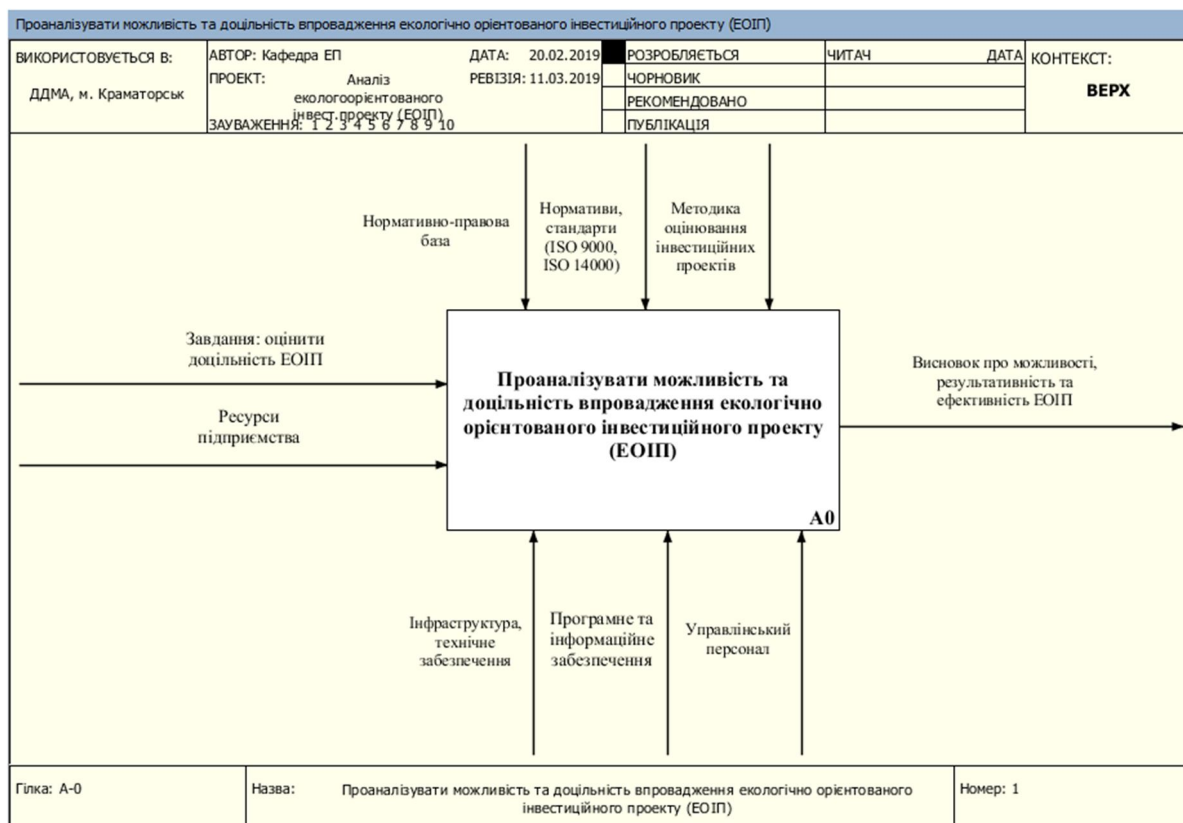 Проаналізувати можливість та доцільність впровадження екологічно орієнтованого інвестиційного проекту (ЕОІП)
ВИКОРИСТОВУЄТЬСЯ В:
ДДМА, м. Краматорськ
АВТОР: Кафедра ЕП
ДАТА: 20.02.2019
ПРОЕКТ: Аналіз
екологоорієнтованого
інвест.проекту (ЕОІП)
РЕВІЗІЯ: 11.03.2019
ЗАУВАЖЕННЯ: 1 2 3 4 5 6 7 8 9 10
РОЗРОБЛЯЄТЬСЯ
ЧОРНОВИК
РЕКОМЕНДОВАНО
ПУБЛІКАЦІЯ
ЧИТАЧ
ДАТА
КОНТЕКСТ:
ВЕРХ
Нормативно-правова
база
Нормативи,
стандарти
(ISO 9000,
ISO 14000)
Методика
оцінювання
інвестиційних
проектів
Завдання: оцінити
доцільність ЕОІП
Ресурси
підприємства
Проаналізувати можливість та
доцільність впровадження екологічно
орієнтованого інвестиційного проекту
(ЕОІП)
А0
Висновок про можливості,
результативність та
ефективність ЕОІП
Інфраструктура,
технічне
забезпечення
Програмне та
інформаційне
забезпечення
Управлінський
персонал
Гілка: А-0
Назва: Проаналізувати можливість та доцільність впровадження екологічно орієнтованого
інвестиційного проекту (ЕОІП)
Номер: 1